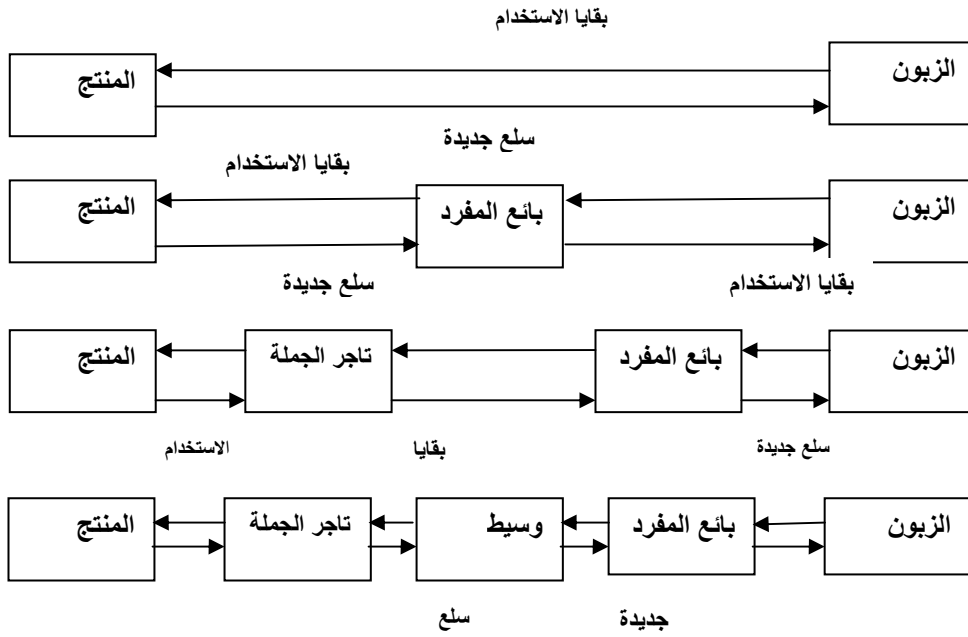 بقايا الاستخدام
الزبون المنتج
سلع جديدة
بقايا الاستخدام
الزبون بائع المفرد المنتج
بقايا الاستخدام سلع جديدة
الزبون بائع المفرد تاجر الجملة المنتج
سلع جديدة بقايا الاستخدام
الزبون بائع المفرد وسيط تاجر الجملة المنتج
جديدة سلع